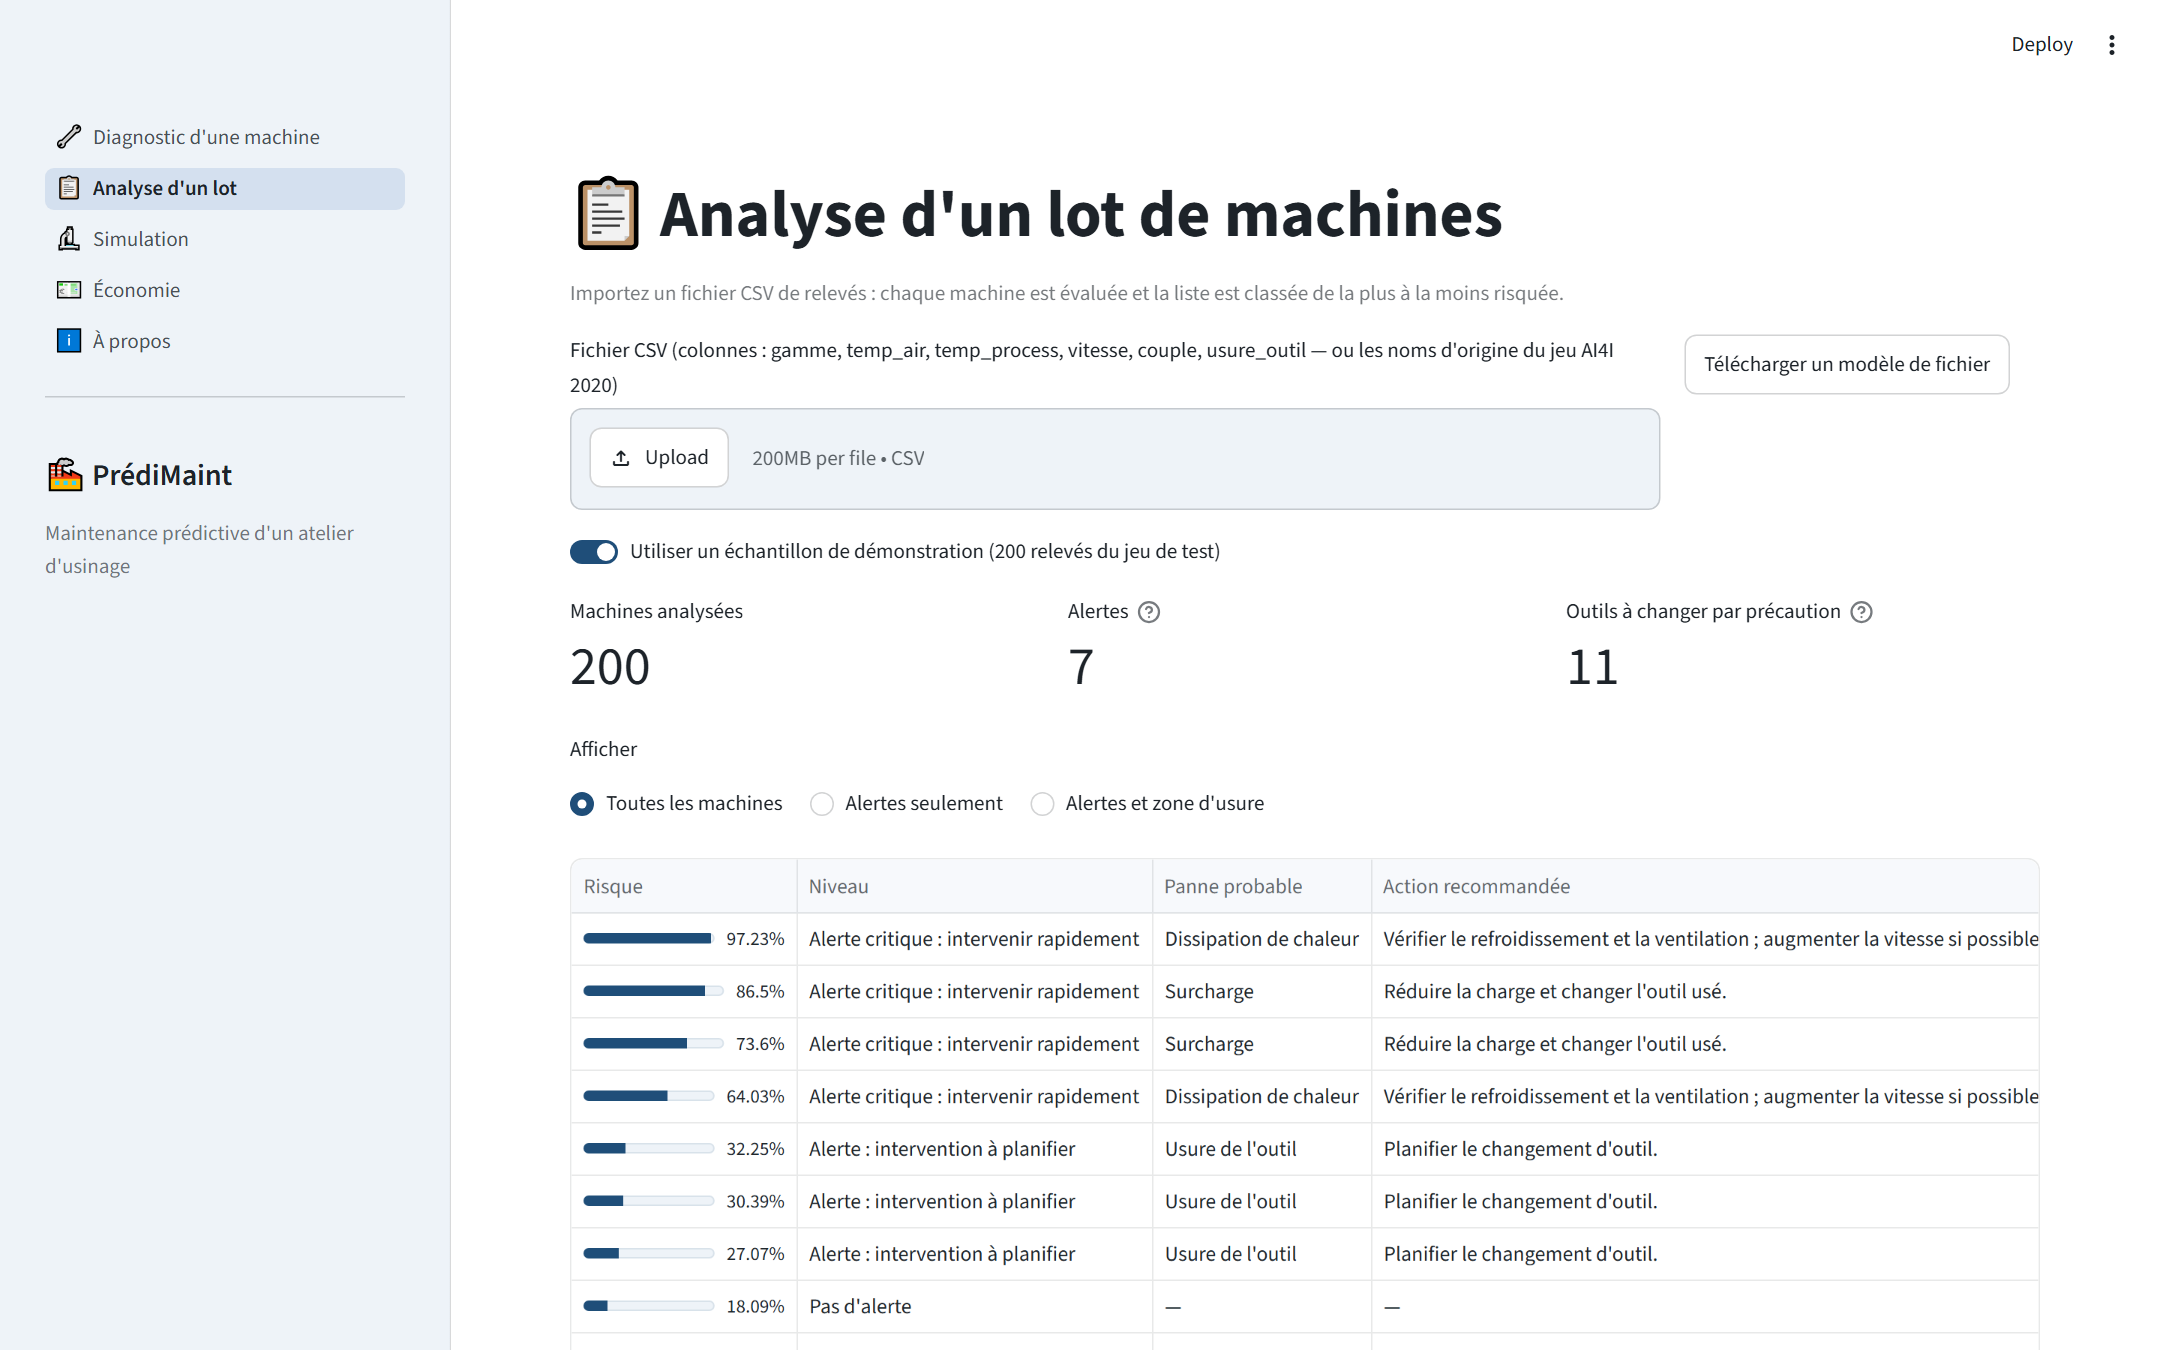 Deploy
Diagnostic d'une machine
Analyse d'un lot
Simulation
Économie
À propos
PrédiMaint
Maintenance prédictive d'un atelier
d'usinage
Analyse d'un lot de machines
Importez un fichier CSV de relevés : chaque machine est évaluée et la liste est classée de la plus à la moins risquée.
Fichier CSV (colonnes : gamme, temp_air, temp_process, vitesse, couple, usure_outil — ou les noms d'origine du jeu AI4I
2020)
Télécharger un modèle de fichier
Upload 200MB per file • CSV
Utiliser un échantillon de démonstration (200 relevés du jeu de test)
Machines analysées Alertes Outils à changer par précaution
200 7 11
Afficher
Toutes les machines Alertes seulement Alertes et zone d'usure
Risque Niveau Panne probable Action recommandée
97.23% Alerte critique : intervenir rapidement Dissipation de chaleur Vérifier le refroidissement et la ventilation ; augmenter la vitesse si possible
86.5% Alerte critique : intervenir rapidement Surcharge Réduire la charge et changer l'outil usé.
73.6% Alerte critique : intervenir rapidement Surcharge Réduire la charge et changer l'outil usé.
64.03% Alerte critique : intervenir rapidement Dissipation de chaleur Vérifier le refroidissement et la ventilation ; augmenter la vitesse si possible
32.25% Alerte : intervention à planifier Usure de l'outil Planifier le changement d'outil.
30.39% Alerte : intervention à planifier Usure de l'outil Planifier le changement d'outil.
27.07% Alerte : intervention à planifier Usure de l'outil Planifier le changement d'outil.
18.09% Pas d'alerte — —